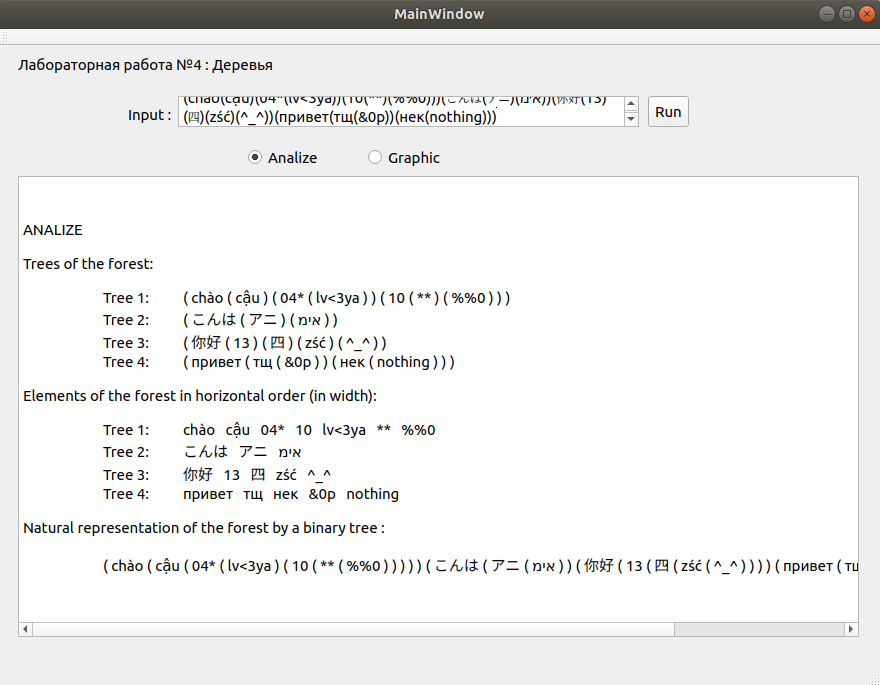 MainWindow
Лабораторная работа №4 : Деревья
(chào(cậu)(04*(lv<3ya))(10(**)(%%0)))(こんは(アニ)(אימ))(你好(13)
Input : (四)(zść)(^_^))(привет(тщ(&0p))(нек(nothing))) Run
Analize Graphic
ANALIZE
Trees of the forest:
Tree 1: ( chào ( cậu ) ( 04* ( lv<3ya ) ) ( 10 ( ** ) ( %%0 ) ) )
Tree 2: ( こんは ( アニ ) ( אימ ) )
Tree 3: ( 你好 ( 13 ) ( 四 ) ( zść ) ( ^_^ ) )
Tree 4: ( привет ( тщ ( &0p ) ) ( нек ( nothing ) ) )
Elements of the forest in horizontal order (in width):
Tree 1: chào cậu 04* 10 lv<3ya ** %%0
Tree 2: こんは アニ אימ
Tree 3: 你好 13 四 zść ^_^
Tree 4: привет тщ нек &0p nothing
Natural representation of the forest by a binary tree :
( chào ( cậu ( 04* ( lv<3ya ) ( 10 ( ** ( %%0 ) ) ) ) ) ( こんは ( アニ ( אימ ) ) ( 你好 ( 13 ( 四 ( zść ( ^_^ ) ) ) ) ( привет ( тщ